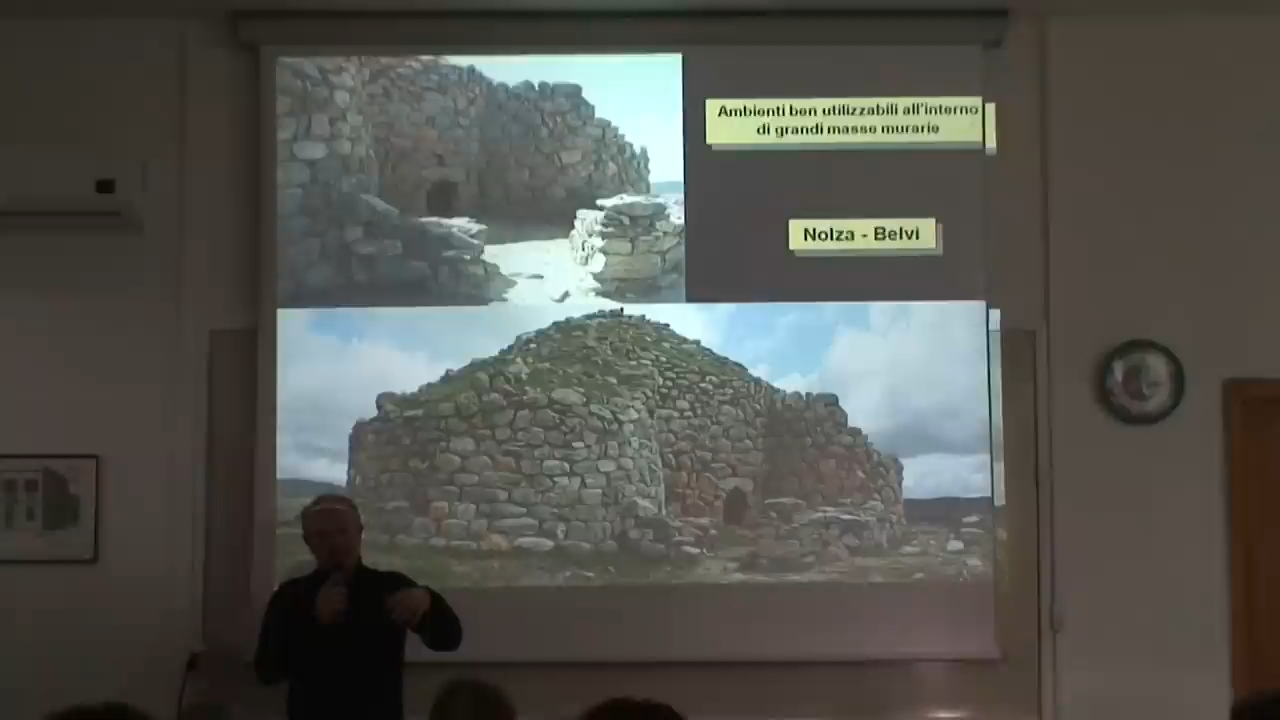 Ambienti ben utilizzabili all'interno
di grandi masse murarie
Nolza - Belvi